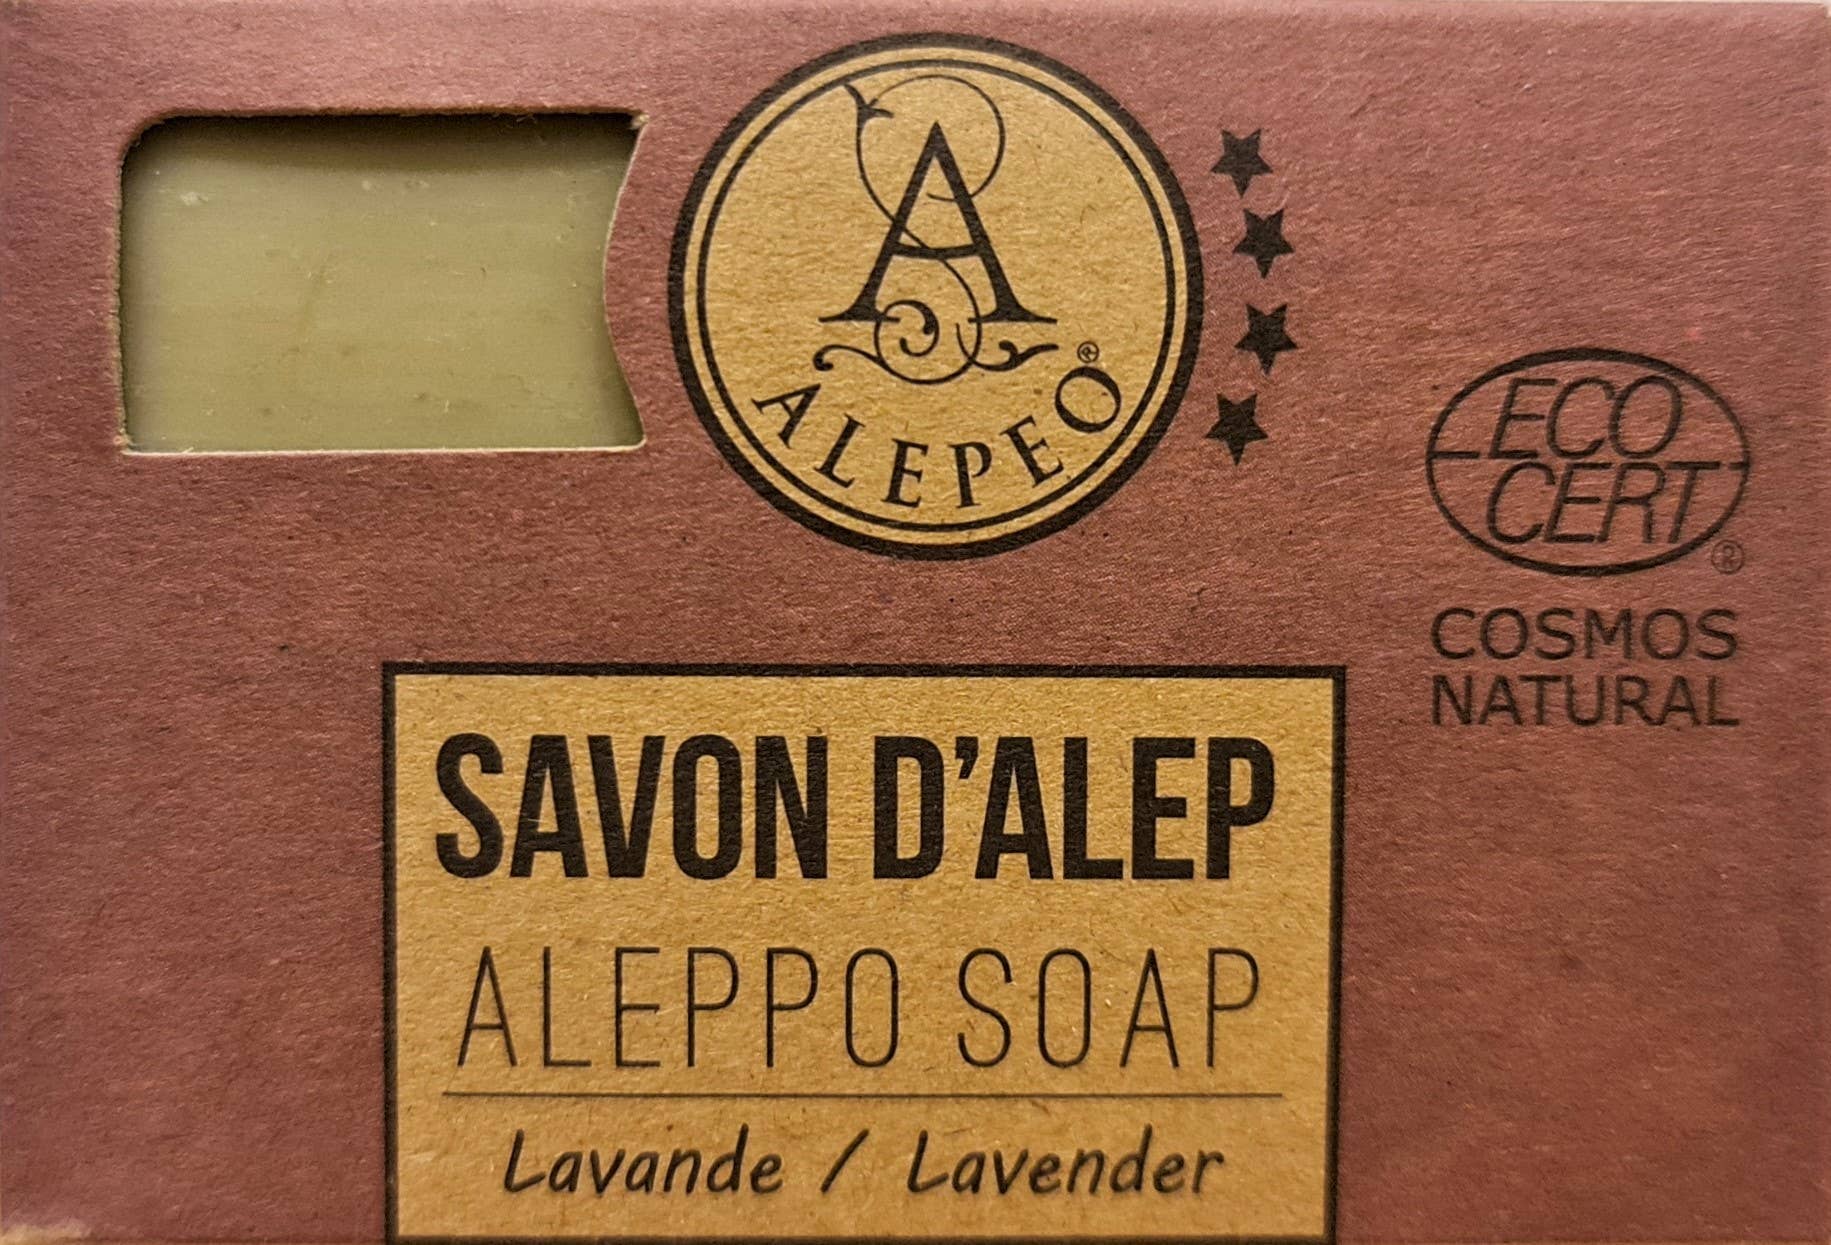 A
ALEPEO®
ECO
CERT
®
COSMOS
NATURAL
SAVON D’ALEP
ALEPPO SOAP
Lavande / Lavender